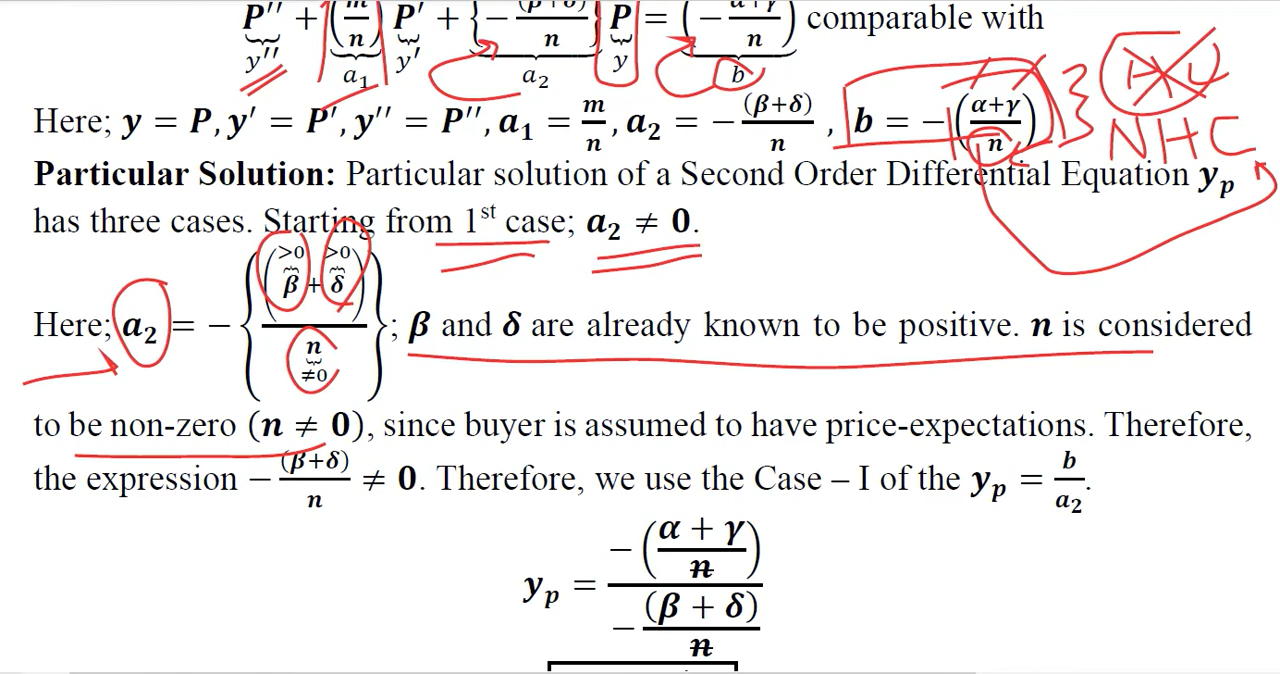 P'' + (m/n) P' + {−(β+δ)/n} P = (−(α+γ)/n) comparable with
y'' a₁ y' a₂ y b
Here; y = P, y' = P', y'' = P'', a₁ = m/n, a₂ = −(β+δ)/n , b = −((α+γ)/n)
NHC
Particular Solution: Particular solution of a Second Order Differential Equation yₚ
has three cases. Starting from 1st case; a₂ ≠ 0.
>0 >0
Here; a₂ = −{(β + δ)/n}; β and δ are already known to be positive. n is considered
≠0
to be non-zero (n ≠ 0), since buyer is assumed to have price-expectations. Therefore,
the expression −(β+δ)/n ≠ 0. Therefore, we use the Case – I of the yₚ = b/a₂.
yₚ = −((α + γ)/n) / −(β + δ)/n